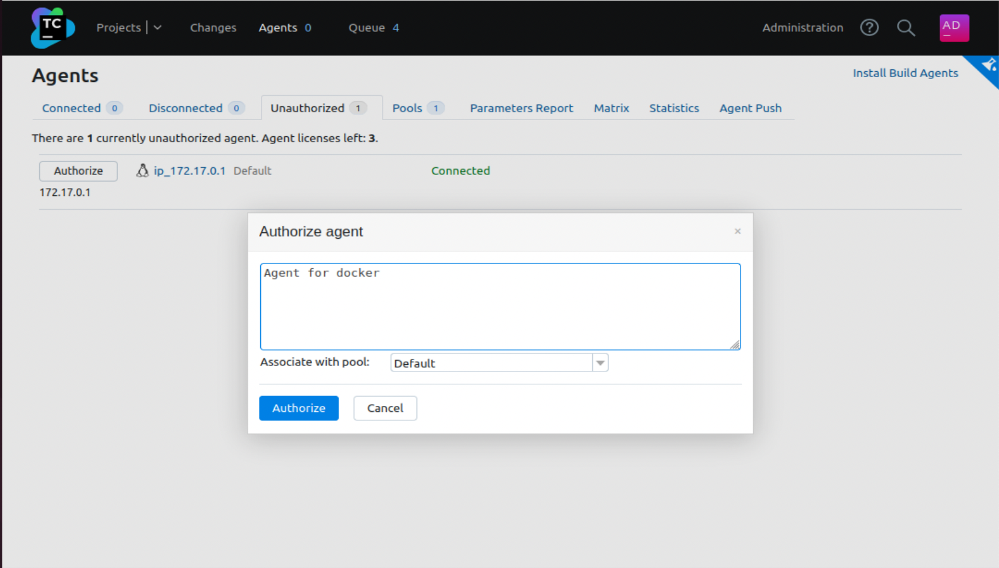 TC
Projects
Changes
Agents 0
Queue 4
Administration
?
AD
Agents
Install Build Agents
Connected 0
Disconnected 0
Unauthorized 1
Pools 1
Parameters Report
Matrix
Statistics
Agent Push
There are 1 currently unauthorized agent. Agent licenses left: 3.
Authorize
ip_172.17.0.1 Default
Connected
172.17.0.1
Authorize agent
×
Agent for docker
Associate with pool:
Default
Authorize
Cancel